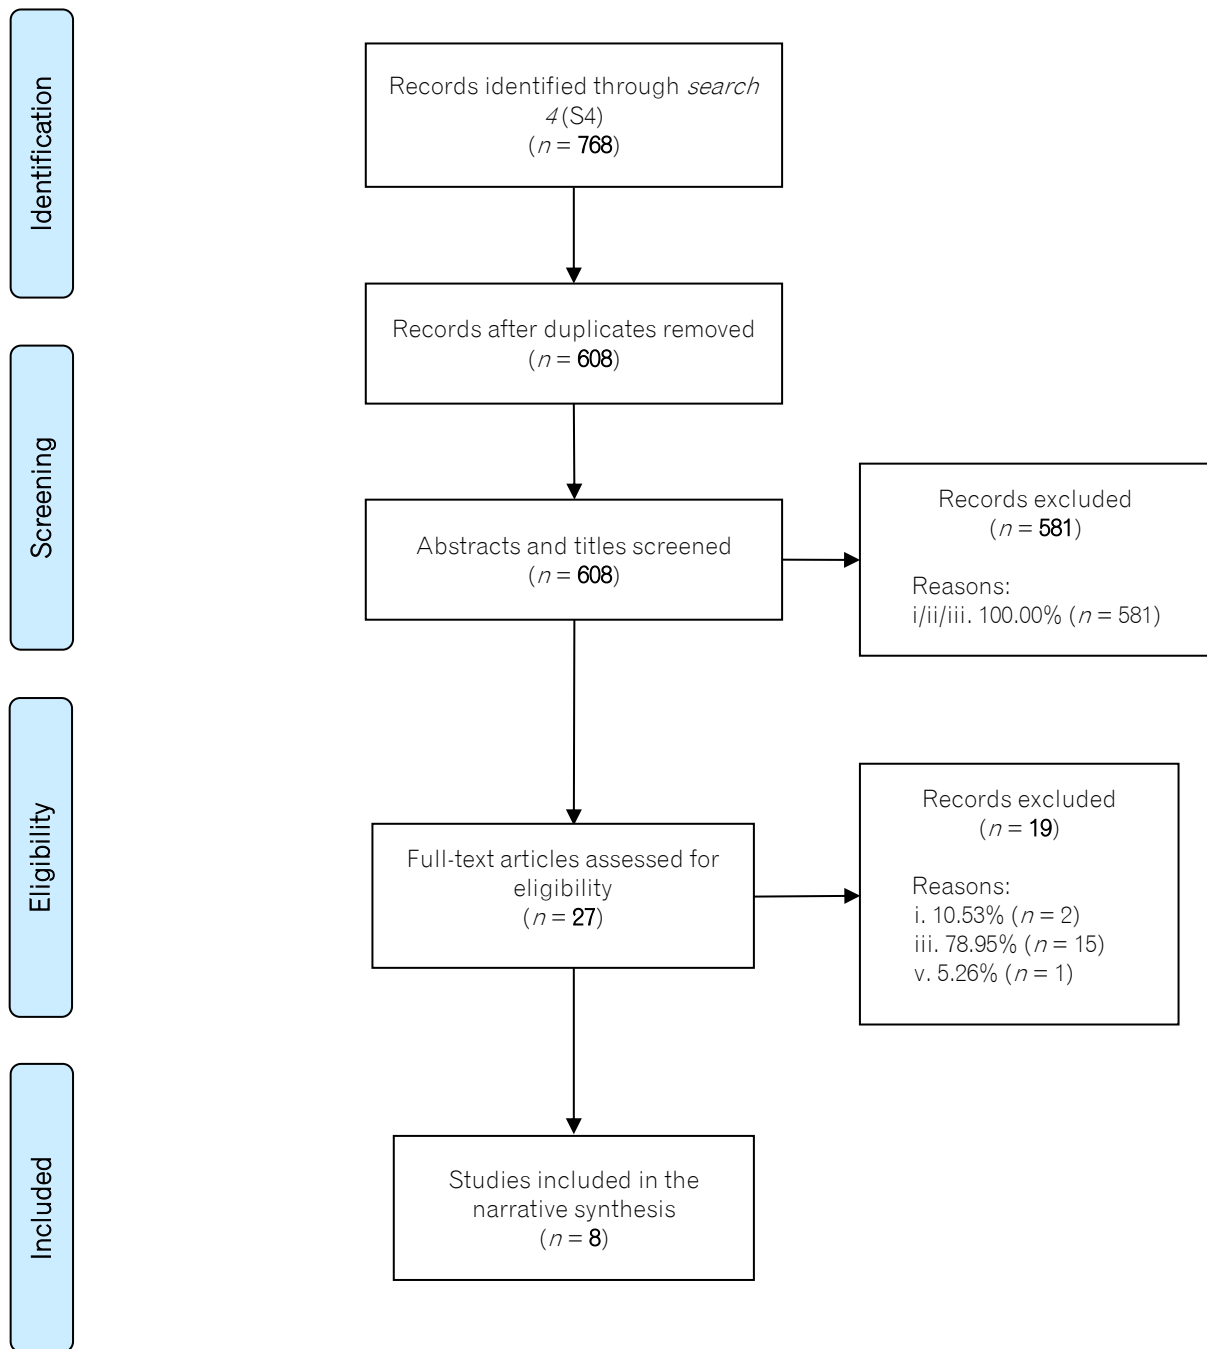 Identification
Records identified through search
4 (S4)
(n = 768)
Records after duplicates removed
(n = 608)
Screening
Abstracts and titles screened
(n = 608)
Records excluded
(n = 581)
Reasons:
i/ii/iii. 100.00% (n = 581)
Eligibility
Full-text articles assessed for
eligibility
(n = 27)
Records excluded
(n = 19)
Reasons:
i. 10.53% (n = 2)
iii. 78.95% (n = 15)
v. 5.26% (n = 1)
Included
Studies included in the
narrative synthesis
(n = 8)